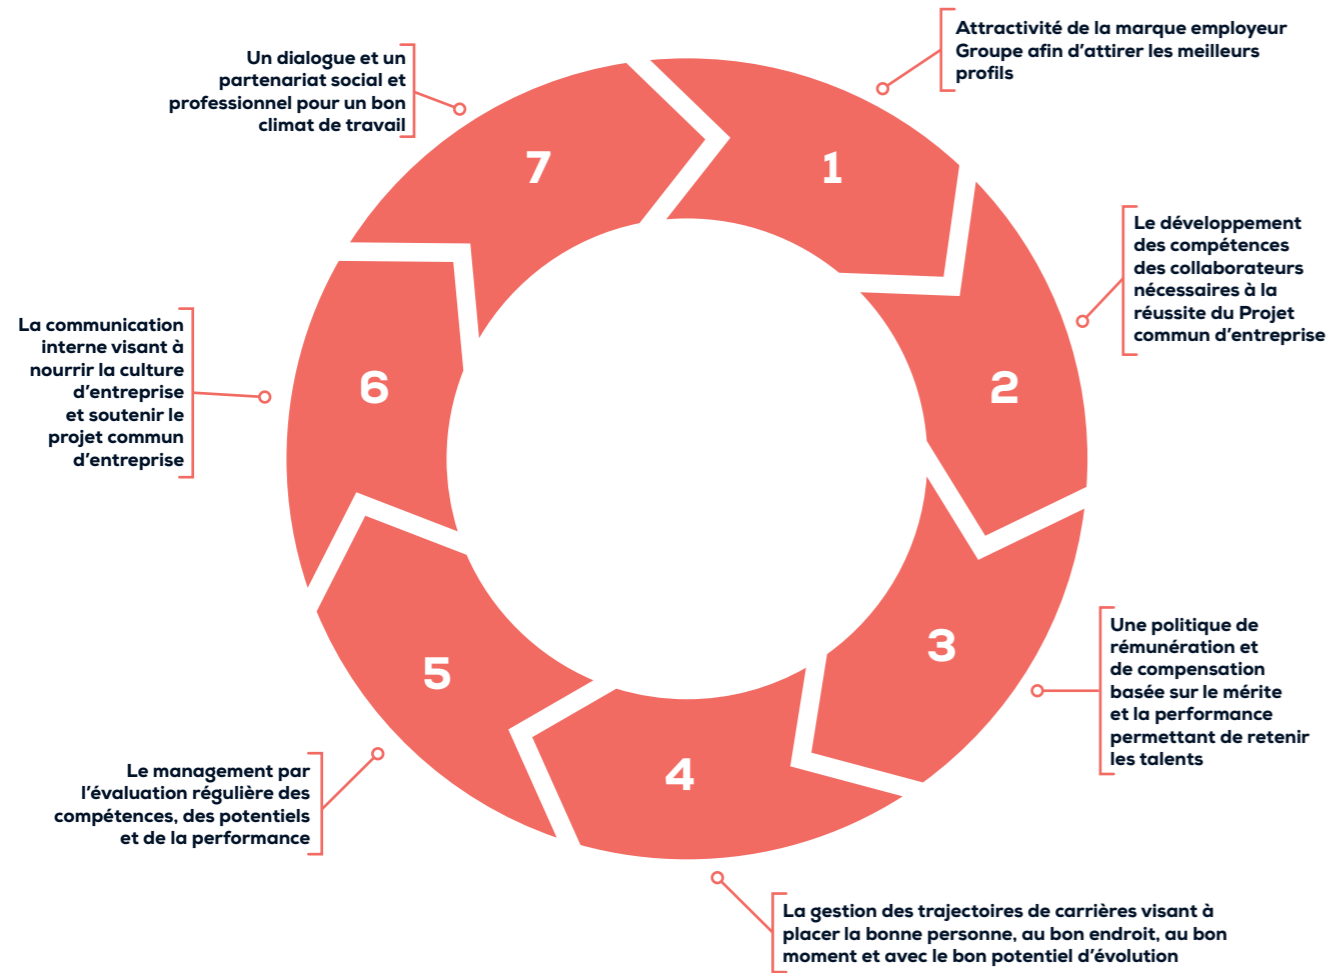 1
Attractivité de la marque employeur
Groupe afin d'attirer les meilleurs
profils
2
Le développement
des compétences
des collaborateurs
nécessaires à la
réussite du Projet
commun d'entreprise
3
Une politique de
rémunération et
de compensation
basée sur le mérite
et la performance
permettant de retenir
les talents
4
La gestion des trajectoires de carrières visant à
placer la bonne personne, au bon endroit, au bon
moment et avec le bon potentiel d'évolution
5
Le management par
l'évaluation régulière des
compétences, des potentiels
et de la performance
6
La communication
interne visant à
nourrir la culture
d'entreprise
et soutenir le
projet commun
d'entreprise
7
Un dialogue et un
partenariat social et
professionnel pour un bon
climat de travail